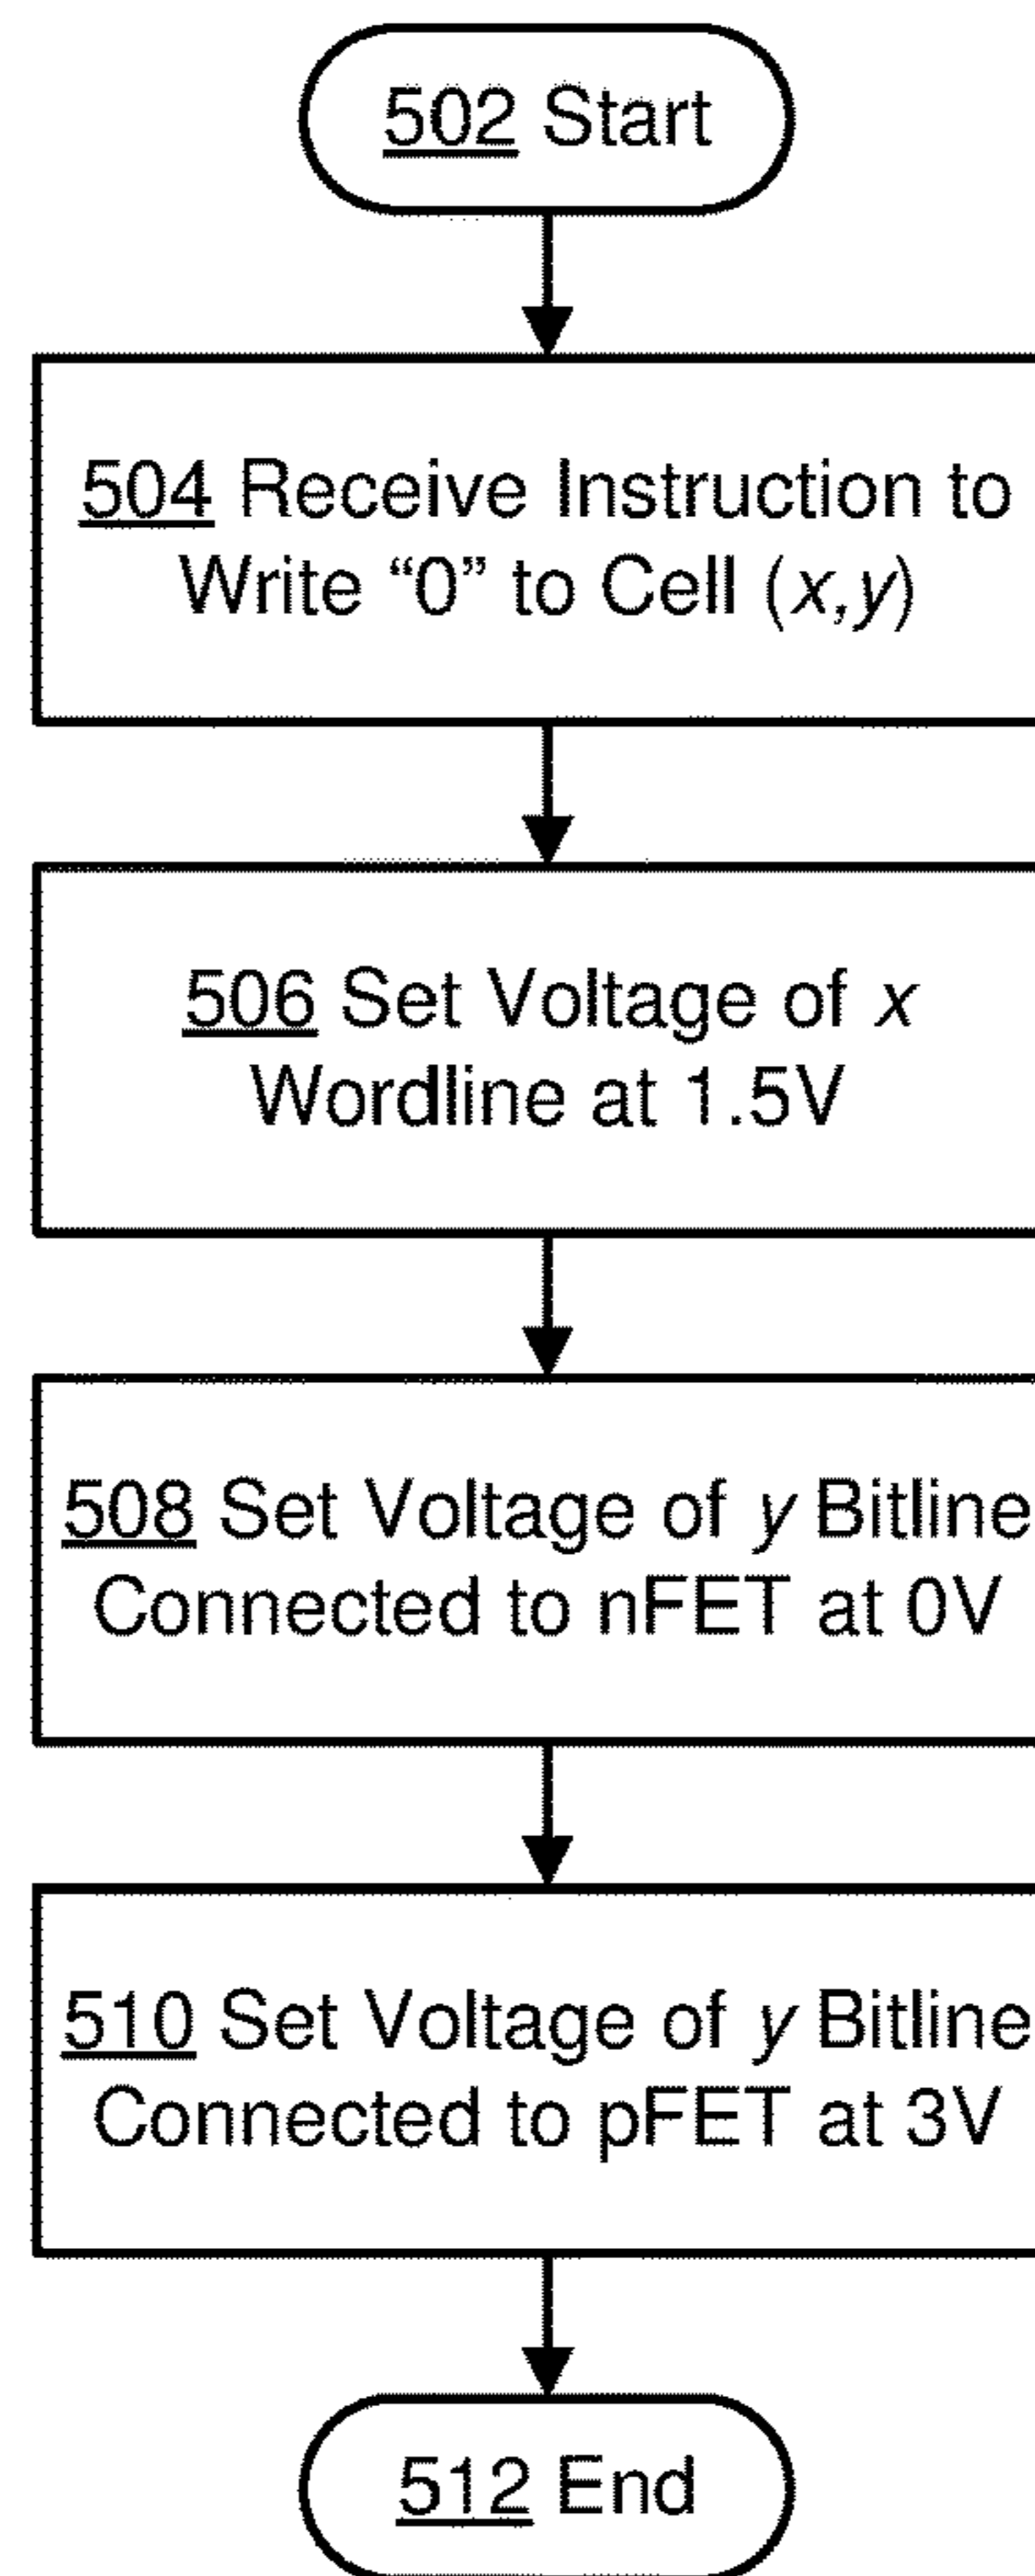 502 Start
504 Receive Instruction to
Write “0” to Cell (x,y)
506 Set Voltage of x
Wordline at 1.5V
508 Set Voltage of y Bitline
Connected to nFET at 0V
510 Set Voltage of y Bitline
Connected to pFET at 3V
512 End